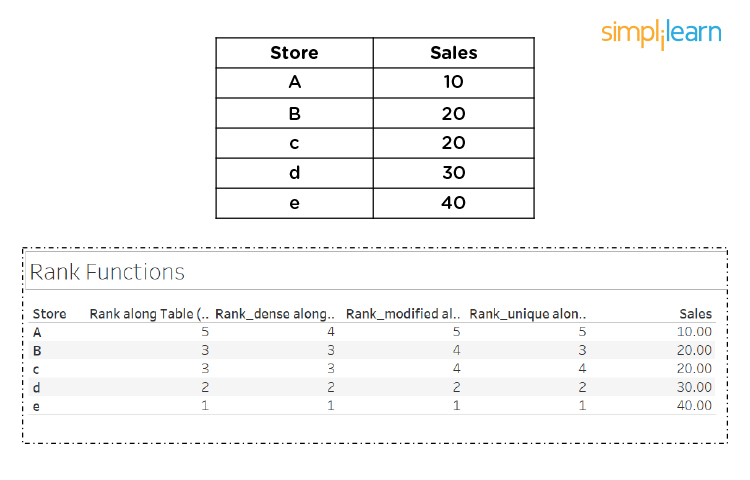 simplilearn
Store Sales
A 10
B 20
c 20
d 30
e 40
Rank Functions
Store Rank along Table (.. Rank_dense along.. Rank_modified al.. Rank_unique alon.. Sales
A 5 4 5 5 10.00
B 3 3 4 3 20.00
c 3 3 4 4 20.00
d 2 2 2 2 30.00
e 1 1 1 1 40.00